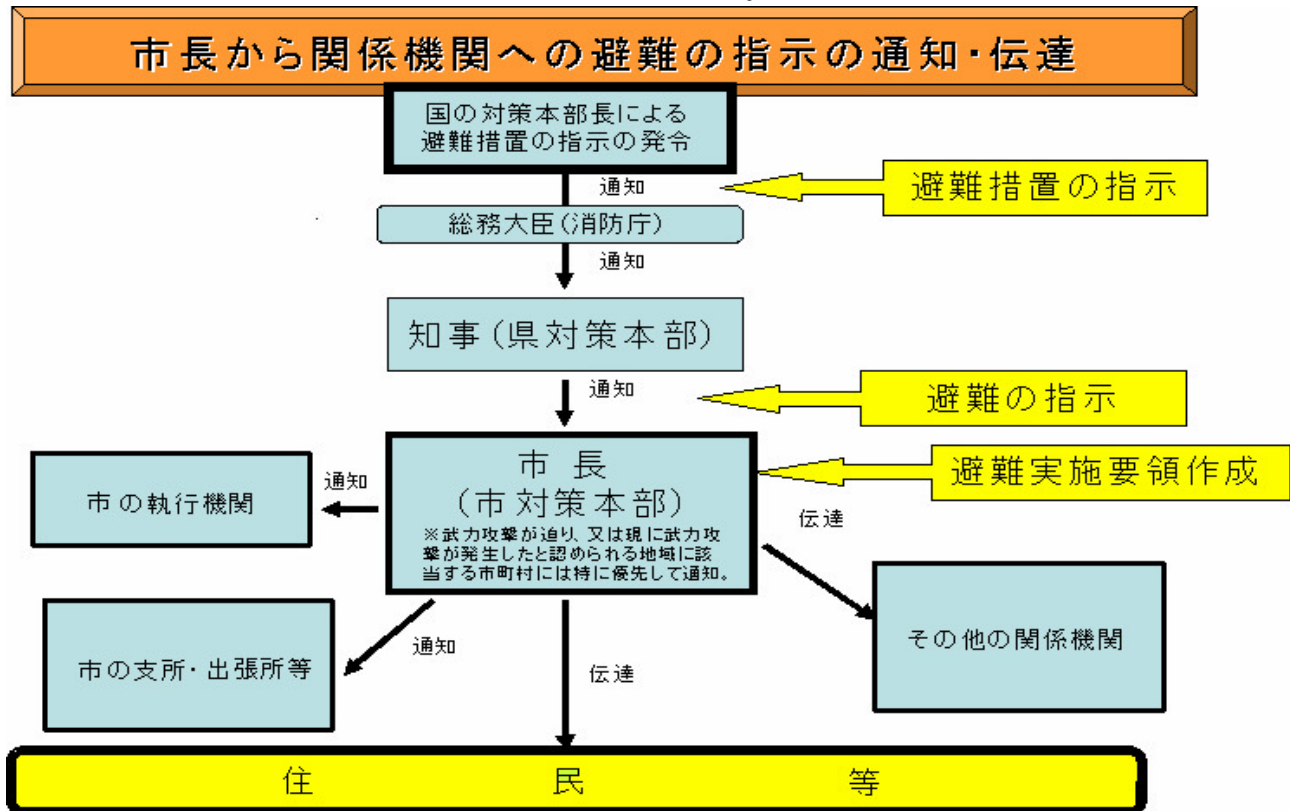 市長から関係機関への避難の指示の通知・伝達
国の対策本部長による
避難措置の指示の発令
通知
避難措置の指示
総務大臣(消防庁)
通知
知事(県対策本部)
通知
避難の指示
市長
(市対策本部)
※武力攻撃が迫り、又は現に武力攻
撃が発生したと認められる地域に該
当する市町村には特に優先して通知。
避難実施要領作成
通知
市の執行機関
伝達
その他の関係機関
通知
市の支所・出張所等
伝達
住民等